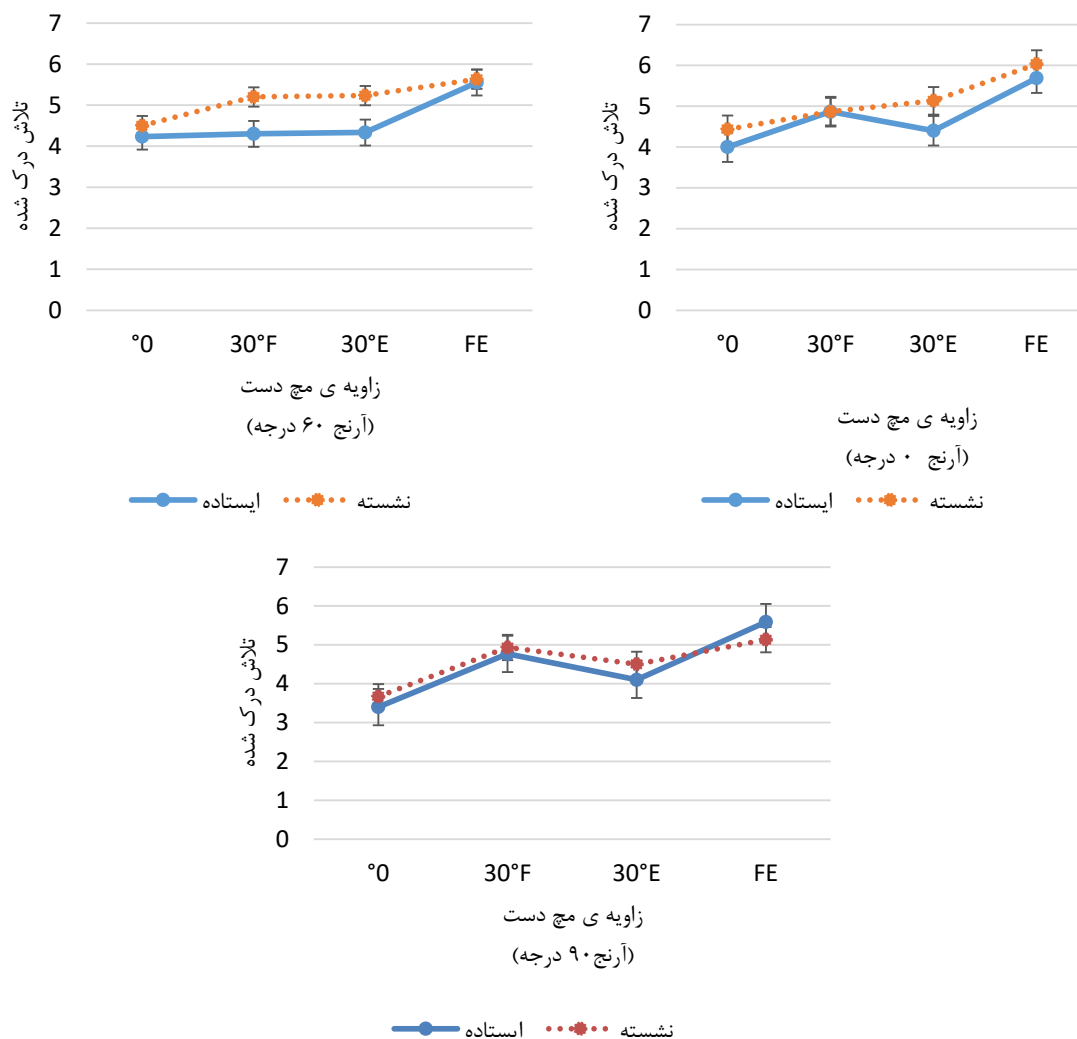 7
6
5
4
3
2
1
0
تلاش درک شده
°0
30°F
30°E
FE
زاویه ی مچ دست
(آرنج ۶۰ درجه)
ایستاده
نشسته
7
6
5
4
3
2
1
0
تلاش درک شده
°0
30°F
30°E
FE
زاویه ی مچ دست
(آرنج ۰ درجه)
ایستاده
نشسته
7
6
5
4
3
2
1
0
تلاش درک شده
°0
30°F
30°E
FE
زاویه ی مچ دست
(آرنج۹۰ درجه)
ایستاده
نشسته